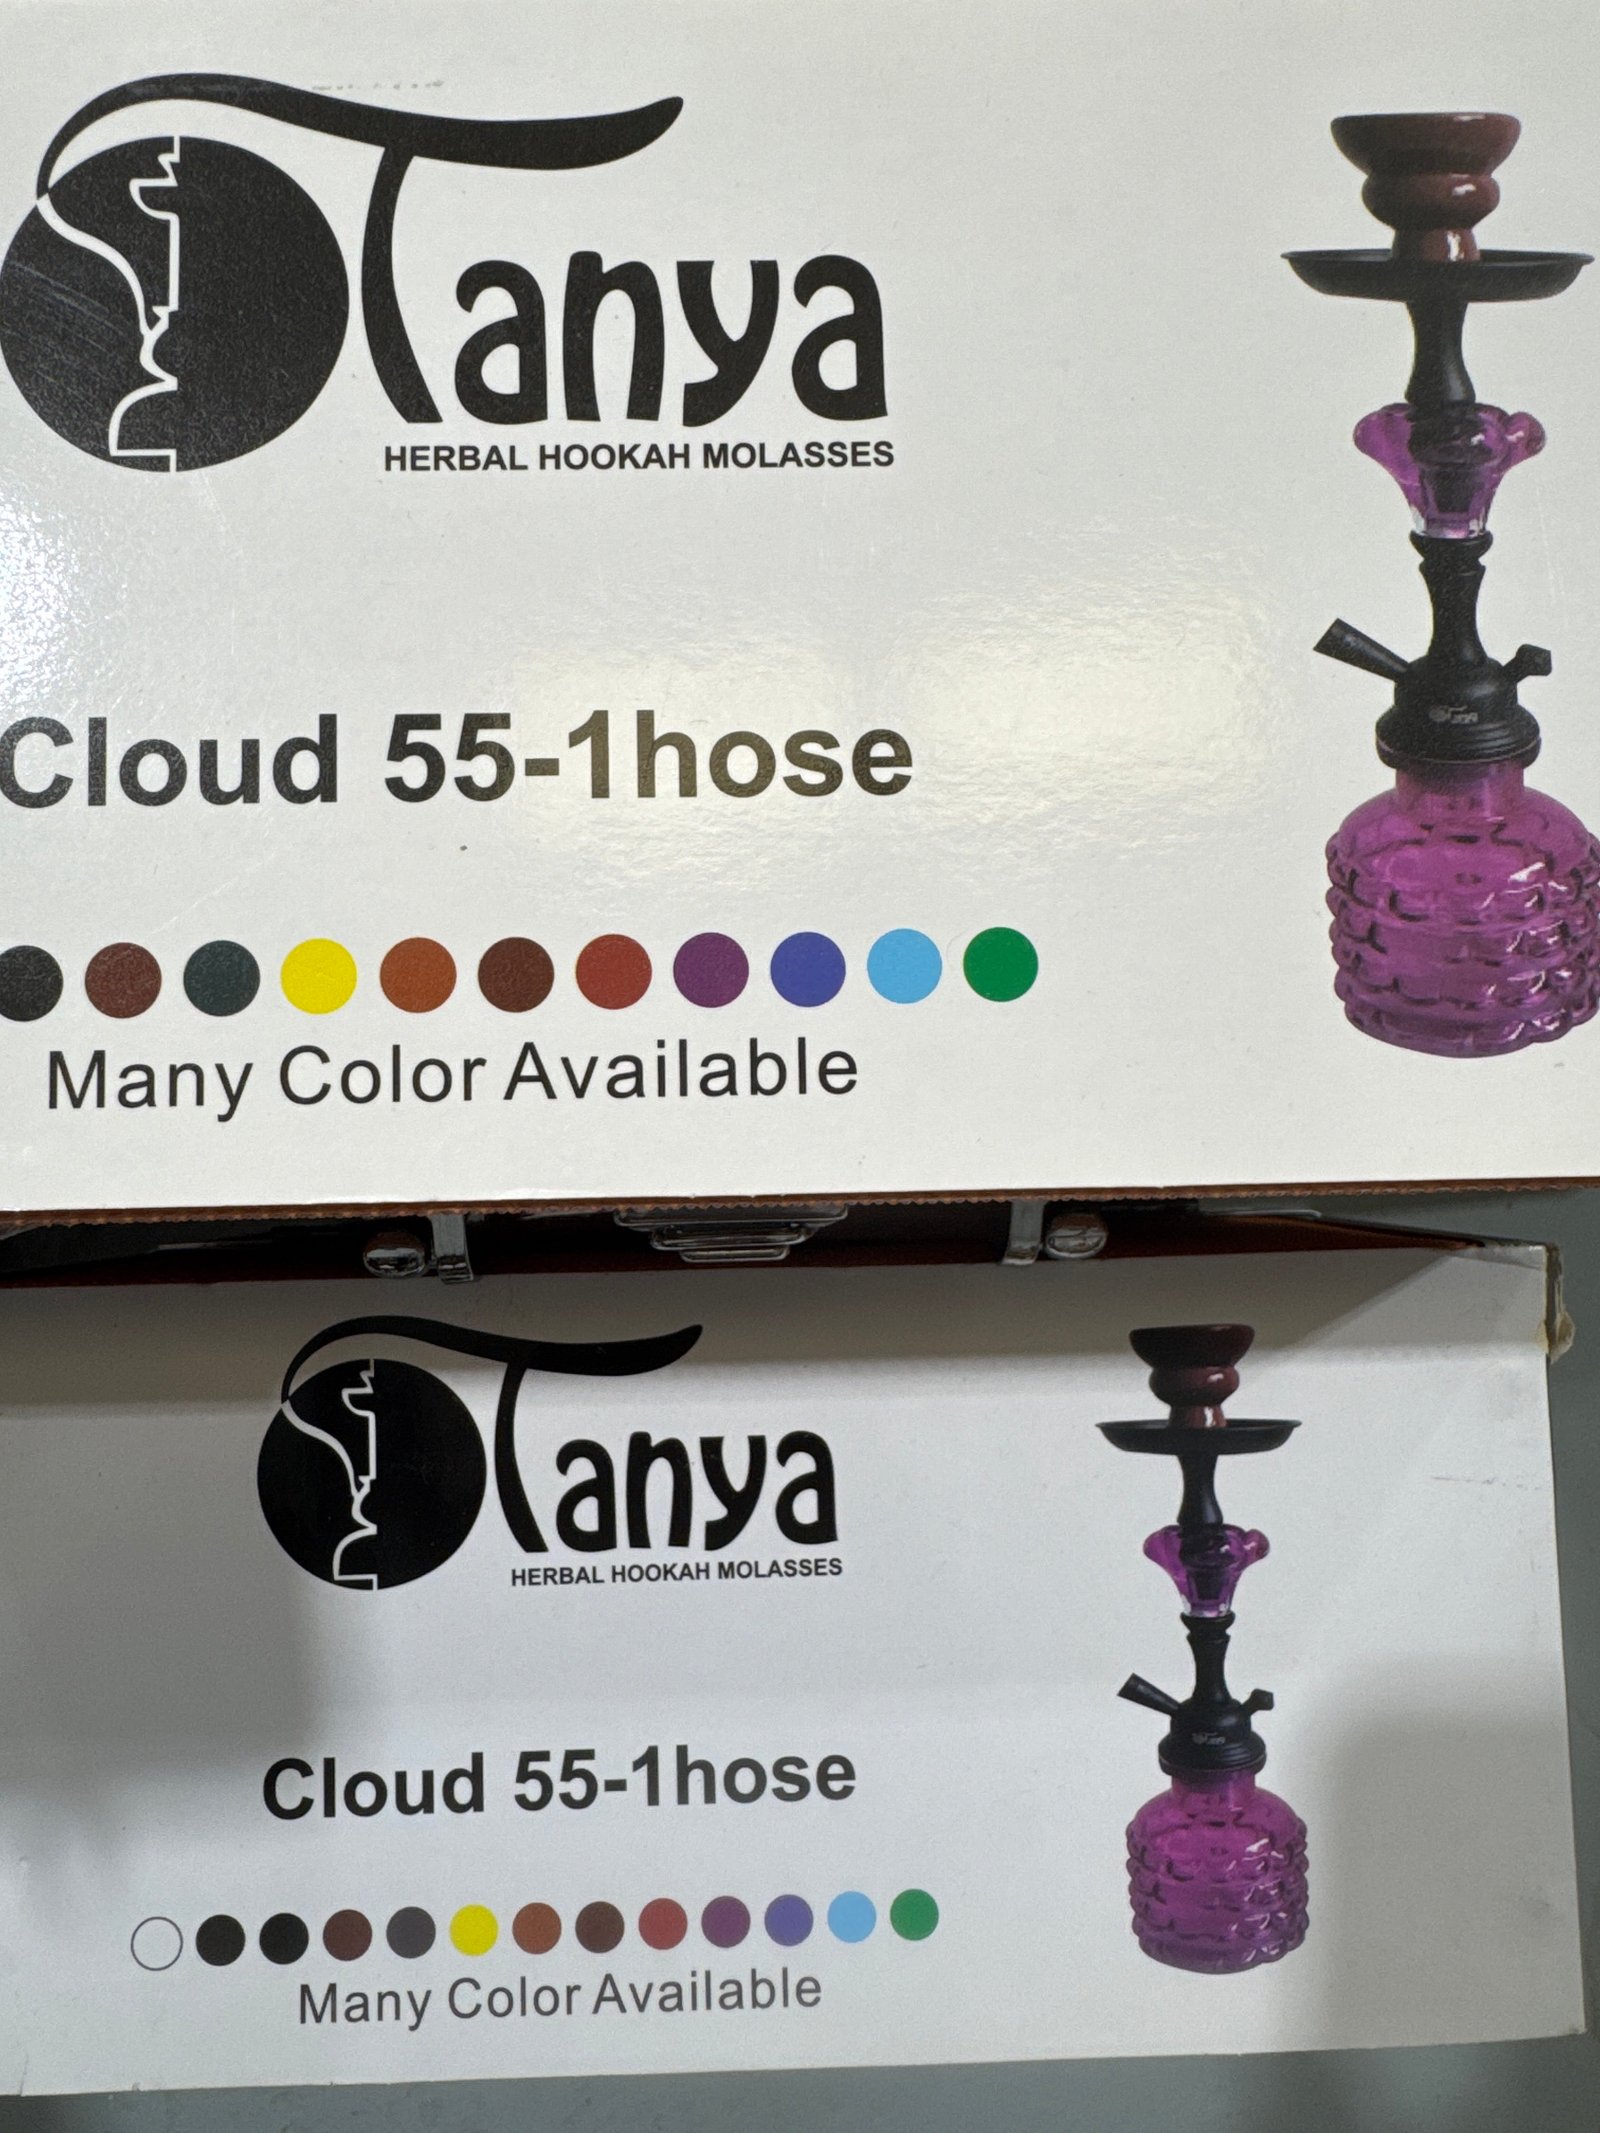 Tanya
HERBAL HOOKAH MOLASSES
Cloud 55-1hose
Many Color Available
Tanya
HERBAL HOOKAH MOLASSES
Cloud 55-1hose
Many Color Available